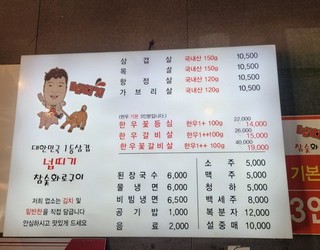 삼 겹 살 국내산 150g 10,500
목 살 국내산 150g 10,500
항 정 살 국내산 120g 10,500
가 브 리 살 국내산 120g 10,500
대한민국 1등삼겹
넙띠기
참숯화로구이
저희 업소는 김치 및
밑반찬을 직접 담급니다
안심하시고 맛있게 드세요
22,000
한 우 꽃 등 심 한우1++100g 14,000
26,000
한 우 갈 비 살 한우1+100g 15,000
한 우 꽃 갈 비 살 한우1++100g 19,000
된 장 국 수 6,000
물 냉 면 6,000
비 빔 냉 면 6,500
공 기 밥 1,000
음 료 2,000
소 주 5,000
맥 주 5,000
청 하 5,000
백 세 주 8,000
복 분 자 12,000
설 중 매 10,000
기본
3인